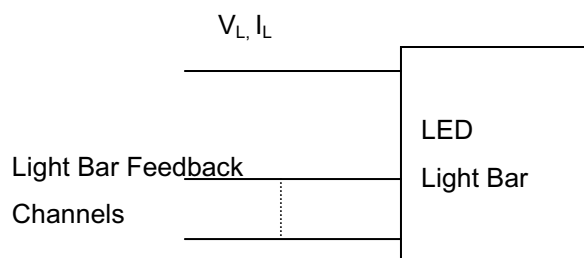 V_L, I_L
LED
Light Bar
Light Bar Feedback
Channels